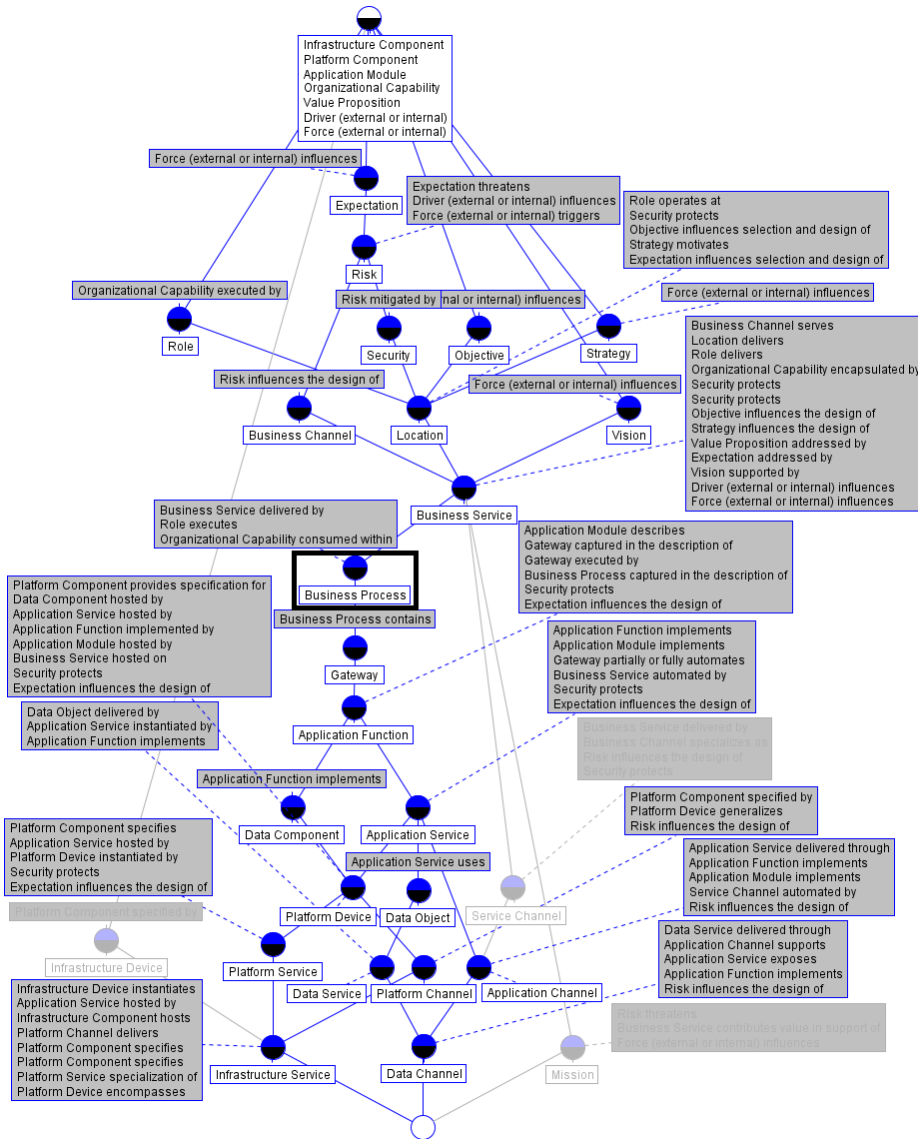 Infrastructure Component
Platform Component
Application Module
Organizational Capability
Value Proposition
Driver (external or internal)
Force (external or internal)
Force (external or internal) influences
Expectation
Expectation threatens
Driver (external or internal) influences
Force (external or internal) triggers
Role operates at
Security protects
Objective influences selection and design of
Strategy motivates
Expectation influences selection and design of
Risk
Organizational Capability executed by
Risk mitigated by
nal or internal) influences
Force (external or internal) influences
Role
Security
Objective
Strategy
Business Channel serves
Location delivers
Role delivers
Organizational Capability encapsulated by
Security protects
Security protects
Objective influences the design of
Strategy influences the design of
Value Proposition addressed by
Expectation addressed by
Vision supported by
Driver (external or internal) influences
Force (external or internal) influences
Risk influences the design of
Force (external or internal) influences
Business Channel
Location
Vision
Business Service
Business Service delivered by
Role executes
Organizational Capability consumed within
Application Module describes
Gateway captured in the description of
Gateway executed by
Business Process captured in the description of
Security protects
Expectation influences the design of
Business Process
Platform Component provides specification for
Data Component hosted by
Application Service hosted by
Application Function implemented by
Application Module hosted by
Business Service hosted on
Security protects
Expectation influences the design of
Business Process contains
Gateway
Application Function implements
Application Module implements
Gateway partially or fully automates
Business Service automated by
Security protects
Expectation influences the design of
Data Object delivered by
Application Service instantiated by
Application Function implements
Application Function
Business Service delivered by
Business Channel specializes as
Risk influences the design of
Security protects
Application Function implements
Data Component
Application Service
Platform Component specified by
Platform Device generalizes
Risk influences the design of
Platform Component specifies
Application Service hosted by
Platform Device instantiated by
Security protects
Expectation influences the design of
Application Service uses
Application Service delivered through
Application Function implements
Application Module implements
Service Channel automated by
Risk influences the design of
Platform Component specified by
Platform Device
Data Object
Service Channel
Infrastructure Device
Platform Service
Data Service
Platform Channel
Application Channel
Data Service delivered through
Application Channel supports
Application Service exposes
Application Function implements
Risk influences the design of
Infrastructure Device instantiates
Application Service hosted by
Infrastructure Component hosts
Platform Channel delivers
Platform Component specifies
Platform Component specifies
Platform Service specialization of
Platform Device encompasses
Risk threatens
Business Service contributes value in support of
Force (external or internal) influences
Infrastructure Service
Data Channel
Mission